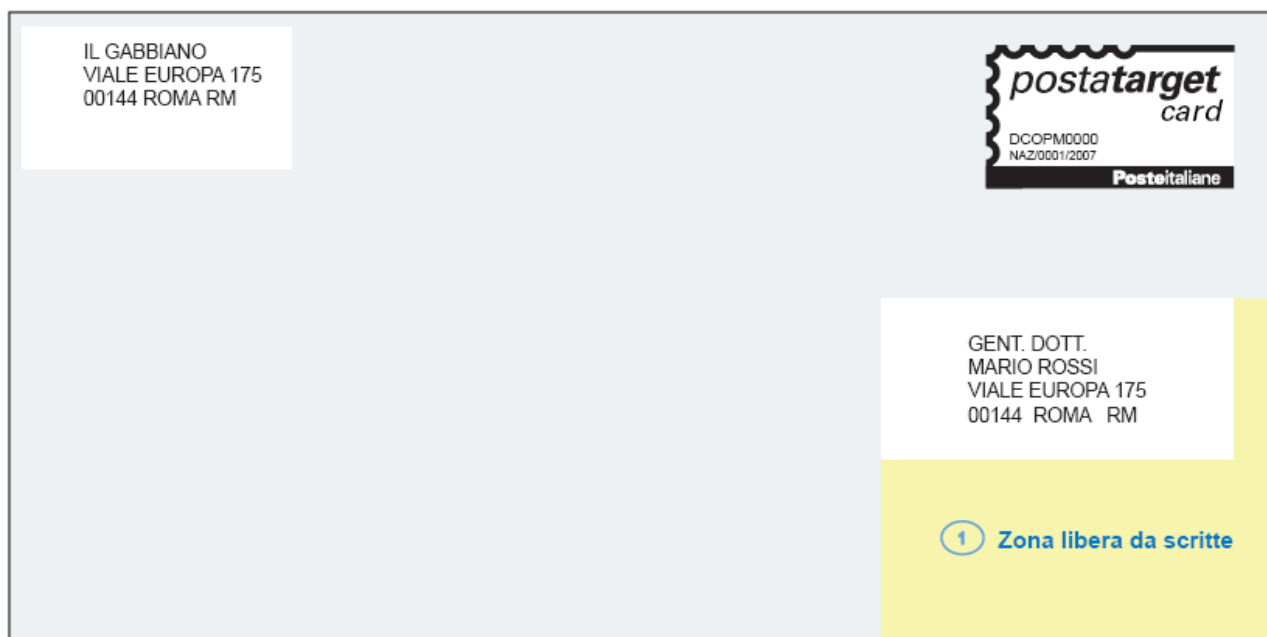 IL GABBIANO
VIALE EUROPA 175
00144 ROMA RM
postatarget
card
DCOPM0000
NAZ/0001/2007
Posteitaliane
GENT. DOTT.
MARIO ROSSI
VIALE EUROPA 175
00144 ROMA RM
1 Zona libera da scritte